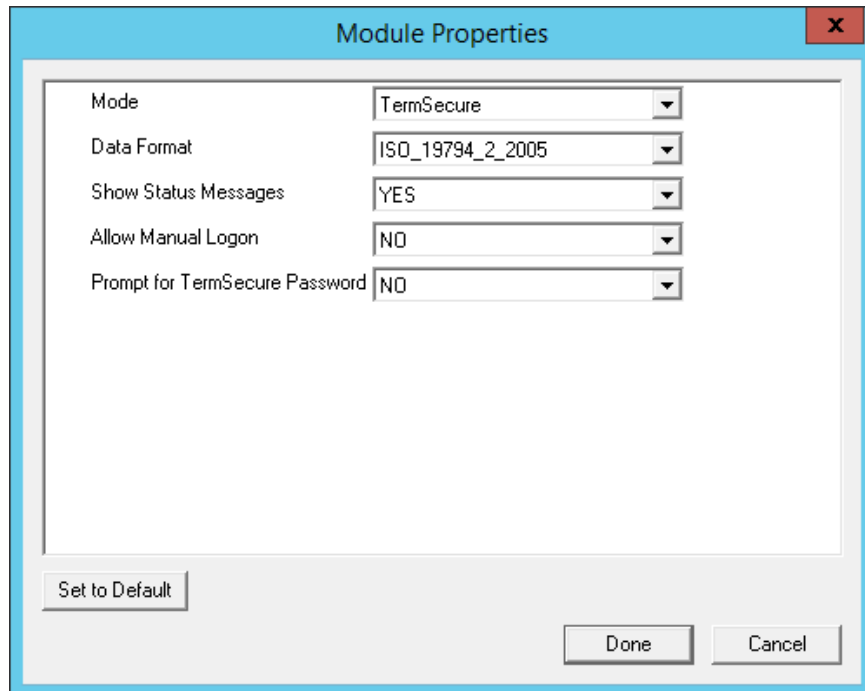 Module Properties
x
Mode TermSecure
Data Format ISO_19794_2_2005
Show Status Messages YES
Allow Manual Logon NO
Prompt for TermSecure Password NO
Set to Default
Done Cancel